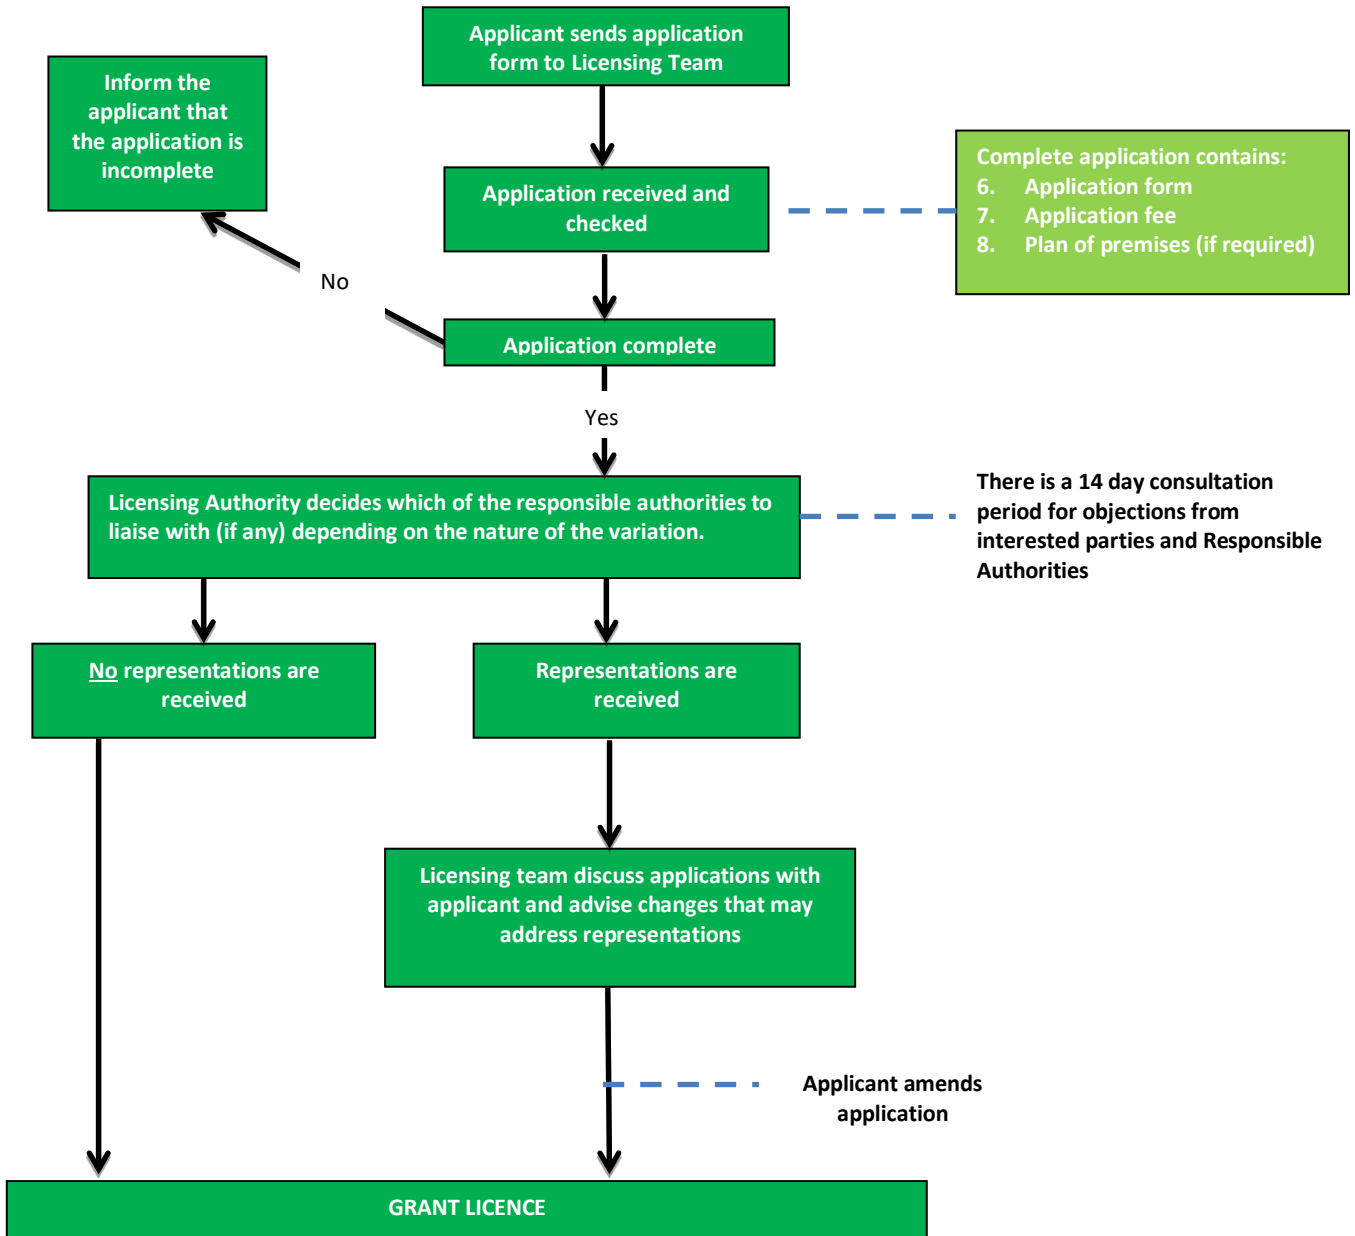 Applicant sends application
form to Licensing Team
Inform the
applicant that
the application is
incomplete
Complete application contains:
6. Application form
7. Application fee
8. Plan of premises (if required)
Application received and
checked
No
Application complete
Yes
Licensing Authority decides which of the responsible authorities to
liaise with (if any) depending on the nature of the variation.
There is a 14 day consultation
period for objections from
interested parties and Responsible
Authorities
No representations are
received
Representations are
received
Licensing team discuss applications with
applicant and advise changes that may
address representations
Applicant amends
application
GRANT LICENCE